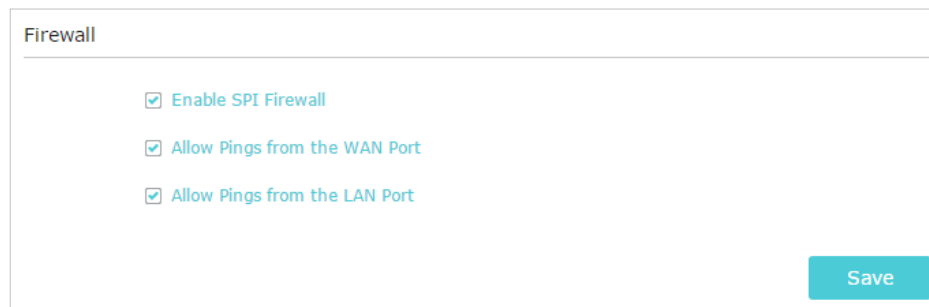 Firewall
Enable SPI Firewall
Allow Pings from the WAN Port
Allow Pings from the LAN Port
Save